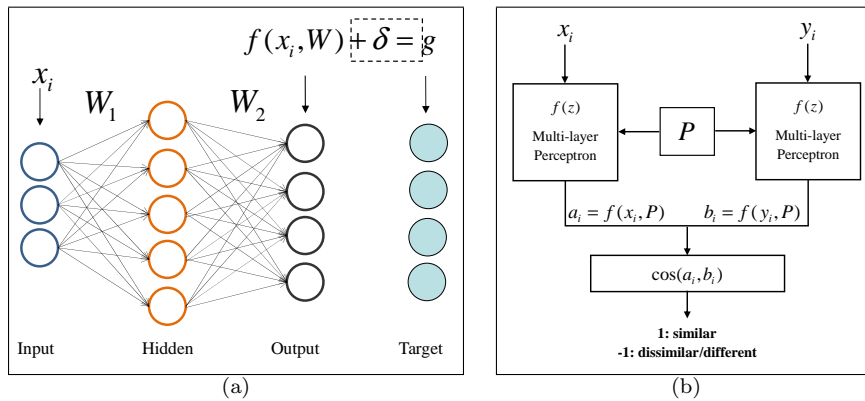 f(x_i, W) + δ = g
x_i
W_1
W_2
Input
Hidden
Output
Target
(a)
x_i
y_i
f(z)
Multi-layer
Perceptron
P
f(z)
Multi-layer
Perceptron
a_i = f(x_i, P)
b_i = f(y_i, P)
cos(a_i, b_i)
1: similar
-1: dissimilar/different
(b)